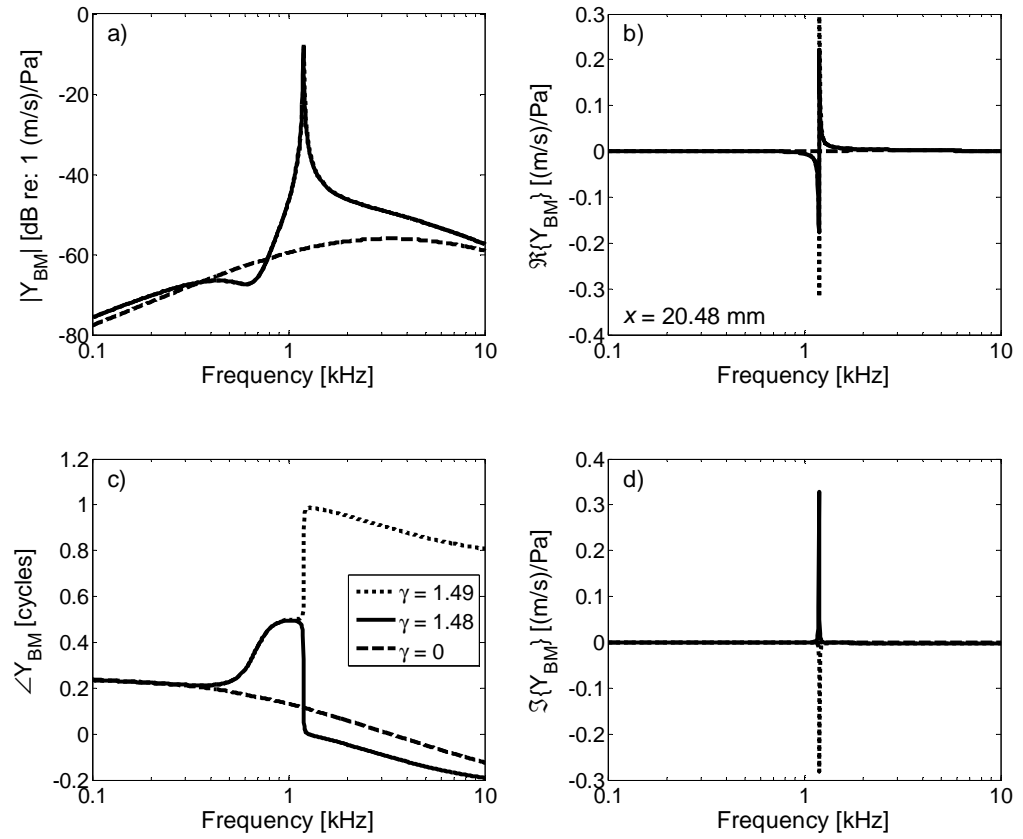 a)
0
-20
-40
-60
-80
|Y_BM| [dB re: 1 (m/s)/Pa]
0.1 1 10
Frequency [kHz]
b)
0.3
0.2
0.1
0
-0.1
-0.2
-0.3
0.4
ℜ{Y_BM} [(m/s)/Pa]
x = 20.48 mm
0.1 1 10
Frequency [kHz]
c)
1.2
1
0.8
0.6
0.4
0.2
0
-0.2
∠Y_BM [cycles]
γ = 1.49
γ = 1.48
γ = 0
0.1 1 10
Frequency [kHz]
d)
0.4
0.3
0.2
0.1
0
-0.1
-0.2
0.3
ℑ{Y_BM} [(m/s)/Pa]
0.1 1 10
Frequency [kHz]